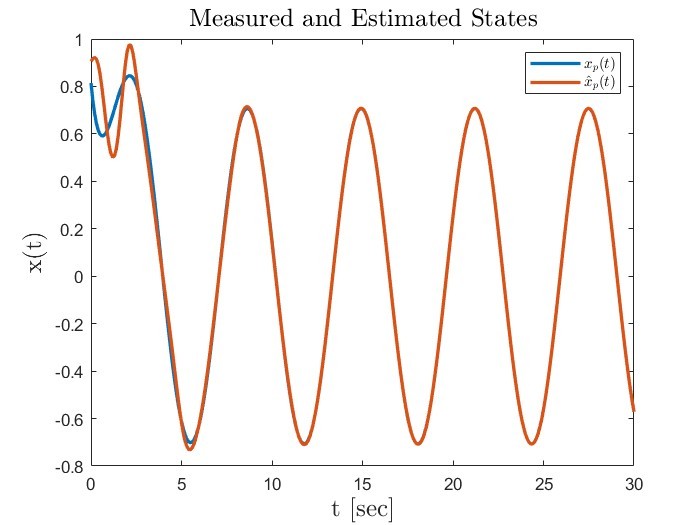 Measured and Estimated States
x_p(t)
x̂_p(t)
1
0.8
0.6
0.4
0.2
0
-0.2
-0.4
-0.6
-0.8
x(t)
0 5 10 15 20 25 30
t [sec]